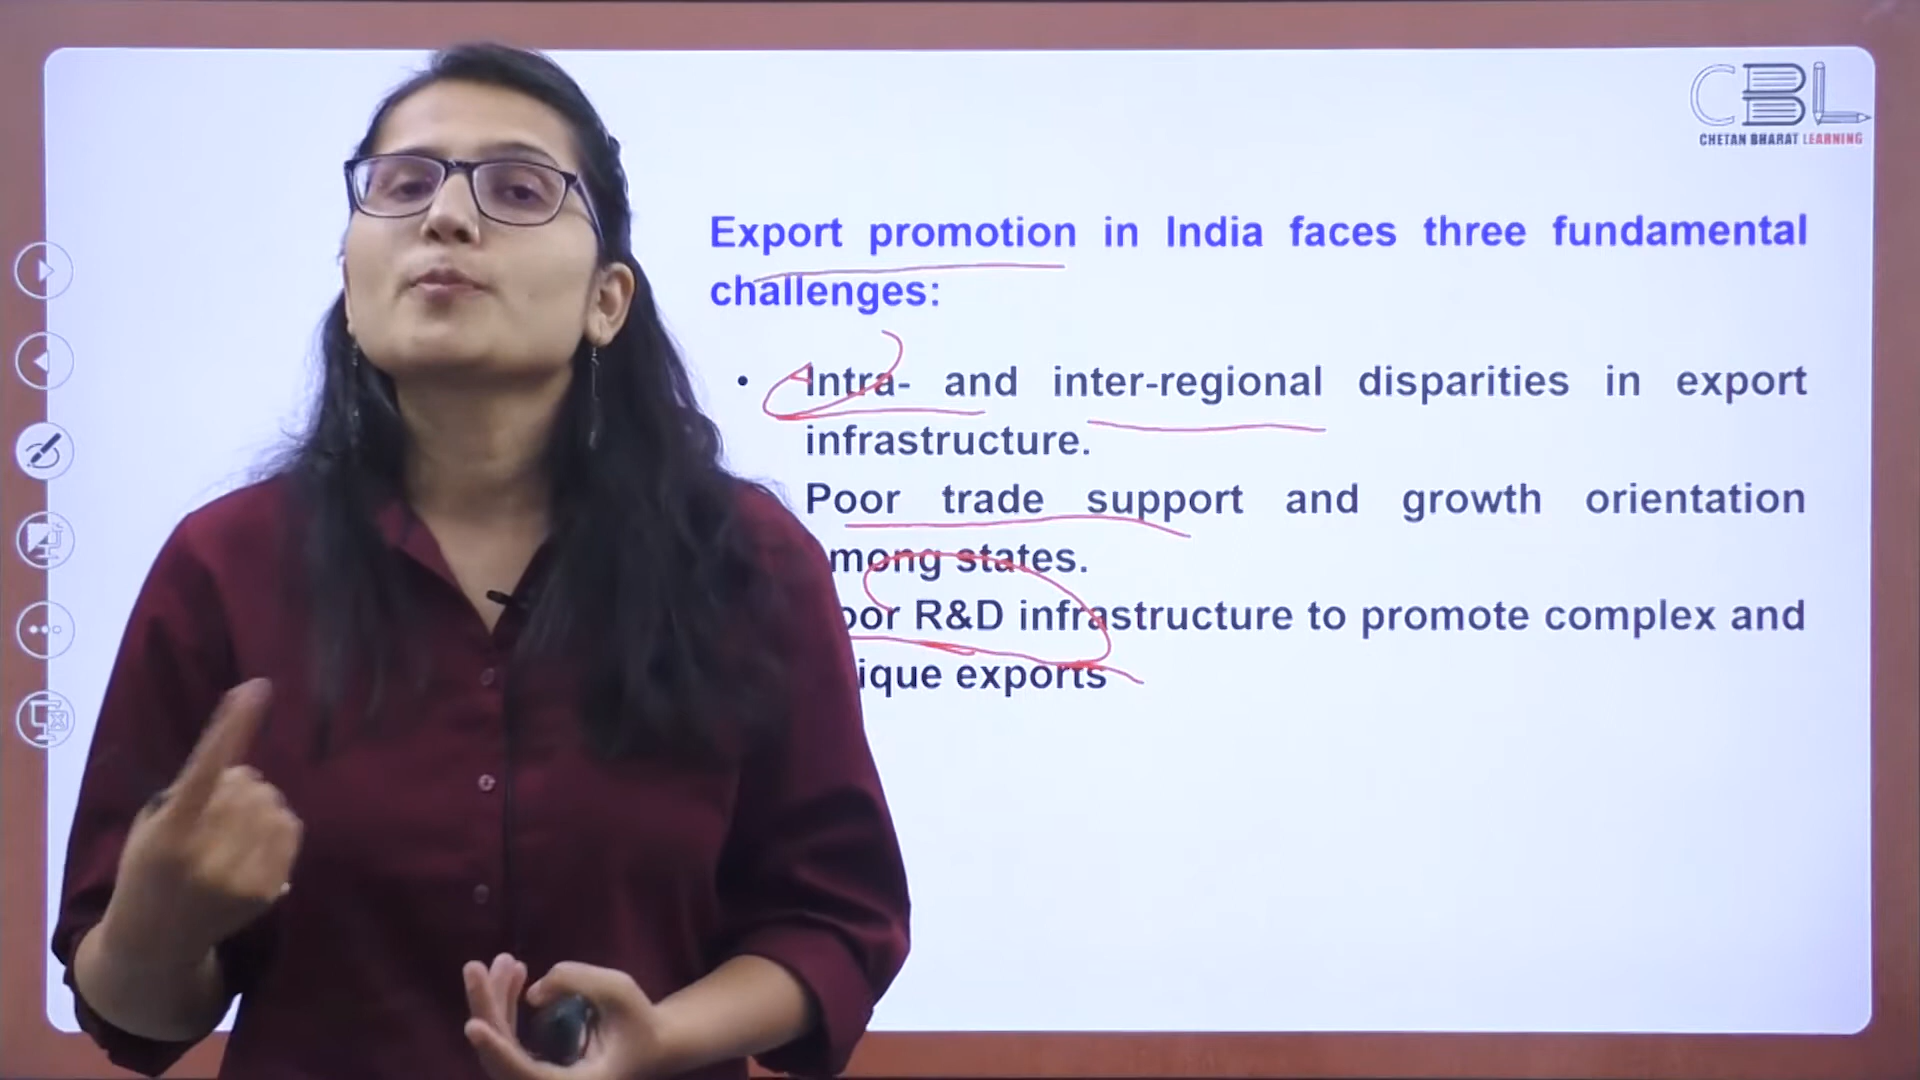 CBL
CHETAN BHARAT LEARNING
Export promotion in India faces three fundamental
challenges:
• Intra- and inter-regional disparities in export
infrastructure.
Poor trade support and growth orientation
mong states.
oor R&D infrastructure to promote complex and
ique exports